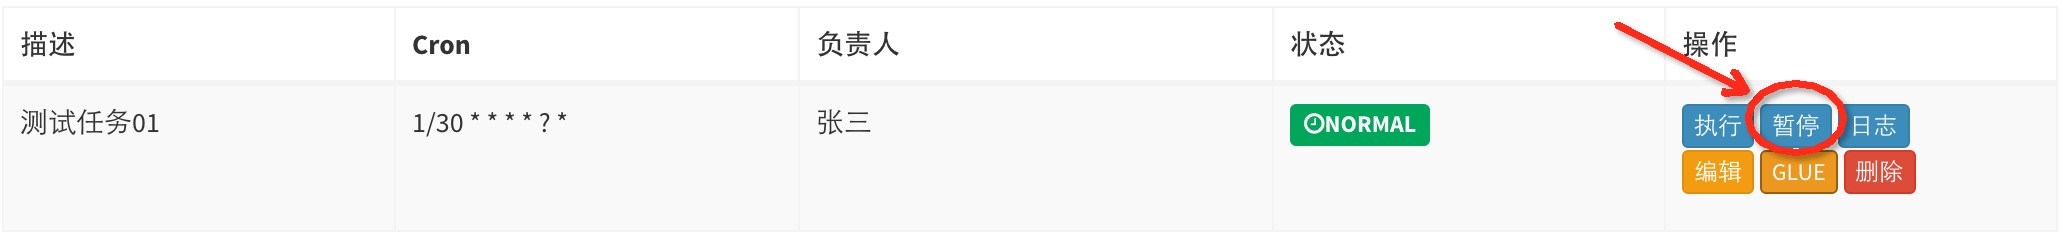 描述 Cron 负责人 状态 操作
测试任务01 1/30 * * * * ? * 张三 NORMAL 执行 暂停 日志
编辑 GLUE 删除